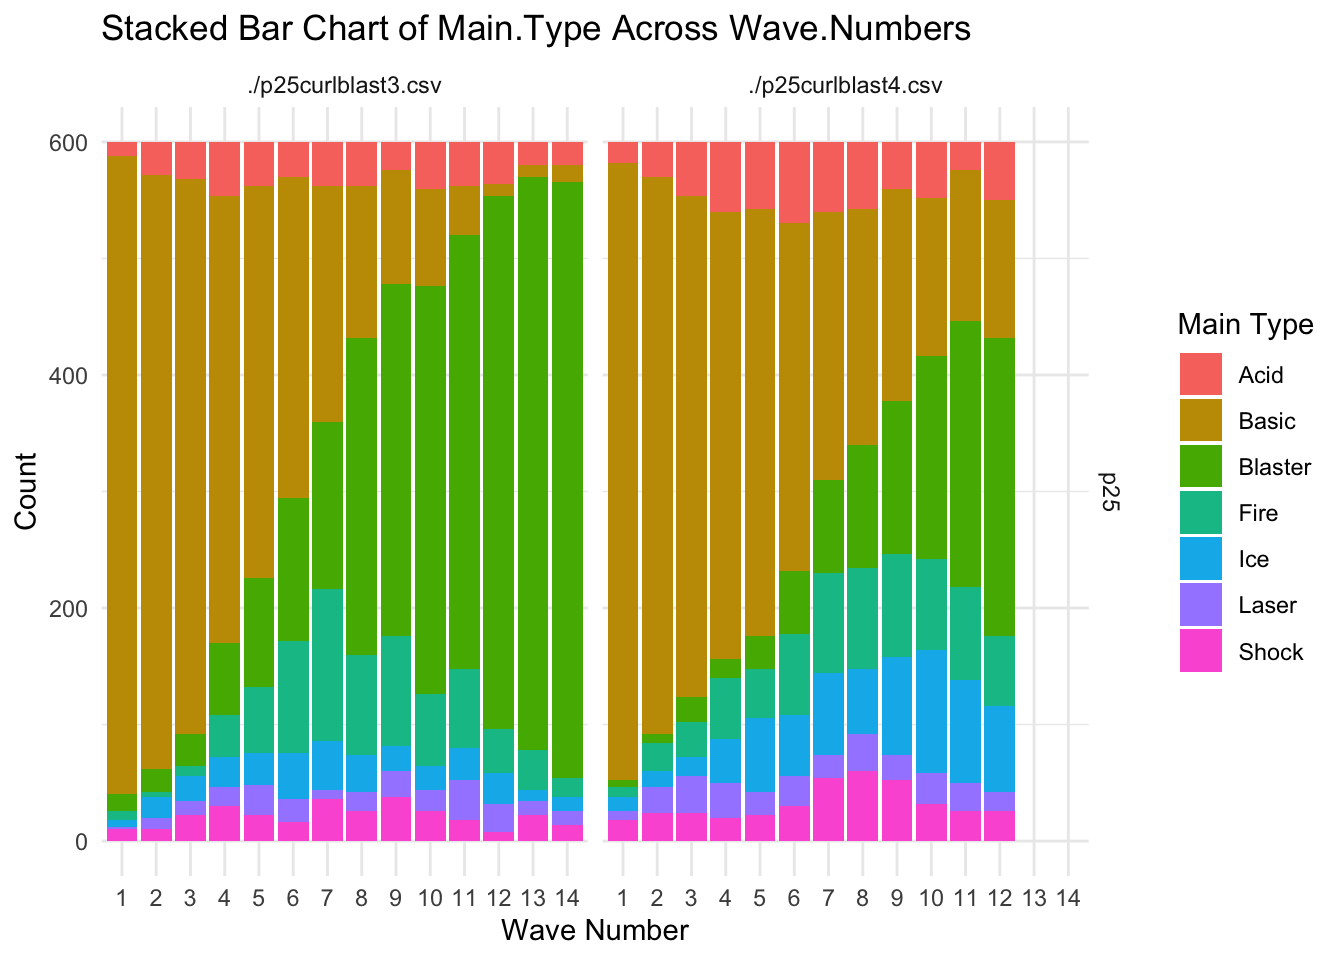 Stacked Bar Chart of Main.Type Across Wave.Numbers
./p25curlblast3.csv
./p25curlblast4.csv
600
400
200
0
Count
1 2 3 4 5 6 7 8 9 10 11 12 13 14
1 2 3 4 5 6 7 8 9 10 11 12 13 14
Wave Number
p25
Main Type
Acid
Basic
Blaster
Fire
Ice
Laser
Shock